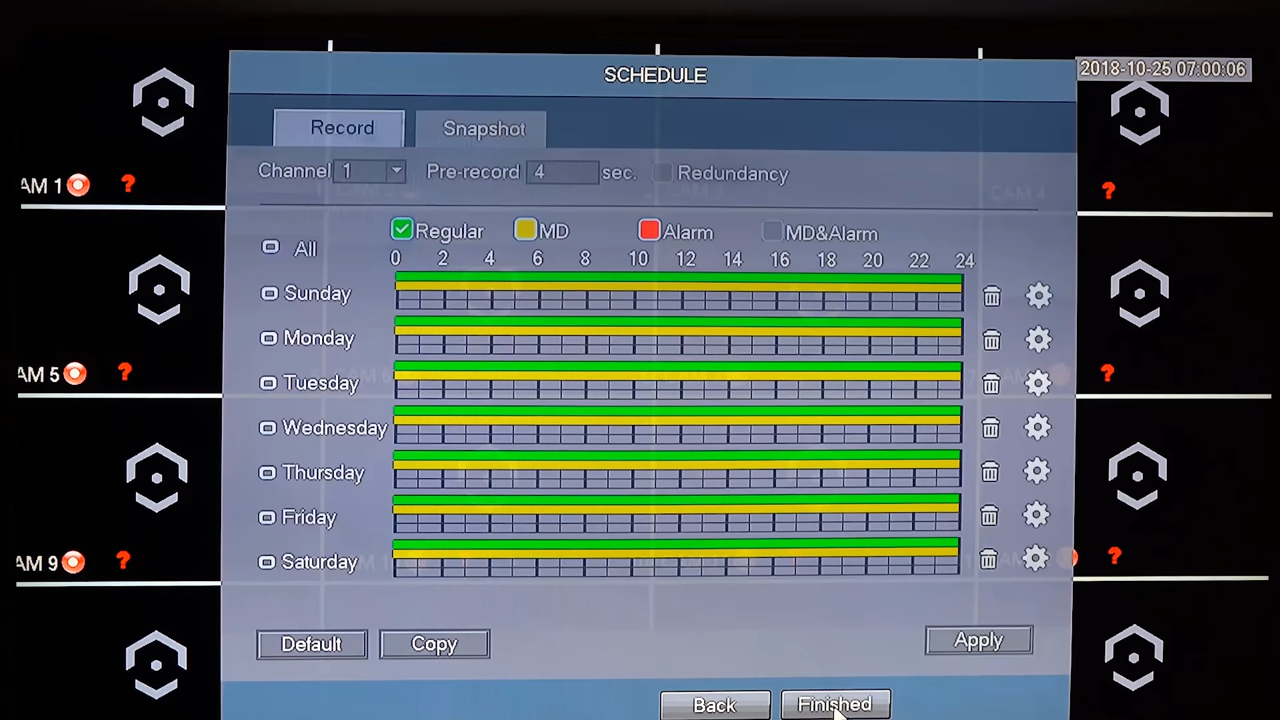 SCHEDULE
2018-10-25 07:00:06
Record Snapshot
Channel 1 Pre-record 4 sec. Redundancy
AM 1 ? ?
Regular MD Alarm MD&Alarm
All
0 2 4 6 8 10 12 14 16 18 20 22 24
Sunday
Monday
AM 5 ? ?
Tuesday
Wednesday
Thursday
Friday
AM 9 ? ?
Saturday
Default Copy Apply
Back Finished